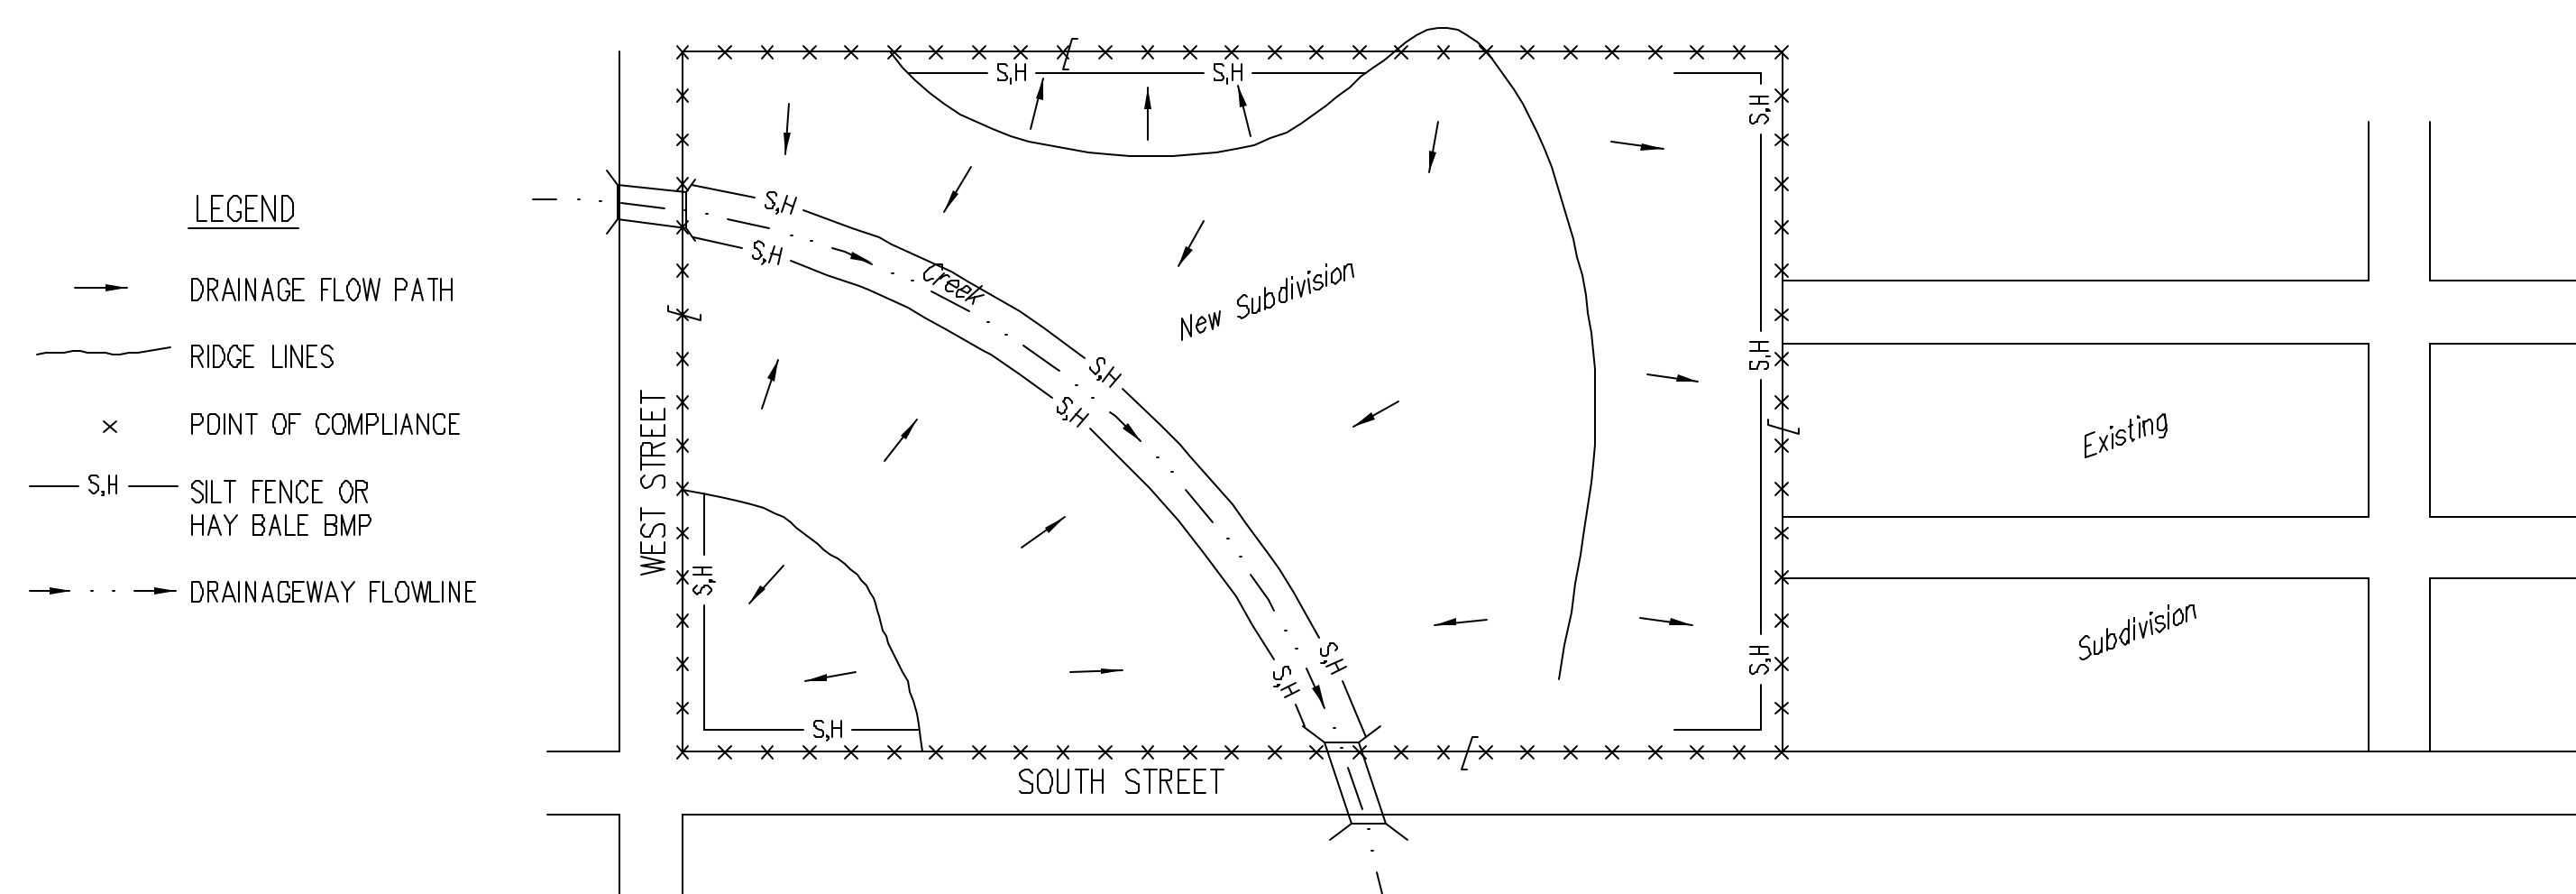 LEGEND
DRAINAGE FLOW PATH
RIDGE LINES
POINT OF COMPLIANCE
S,H
SILT FENCE OR
HAY BALE BMP
DRAINAGEWAY FLOWLINE
S,H
S,H
S,H
S,H
S,H
Creek
New Subdivision
S,H
S,H
S,H
WEST STREET
Existing
S,H
Subdivision
S,H
S,H
S,H
S,H
SOUTH STREET